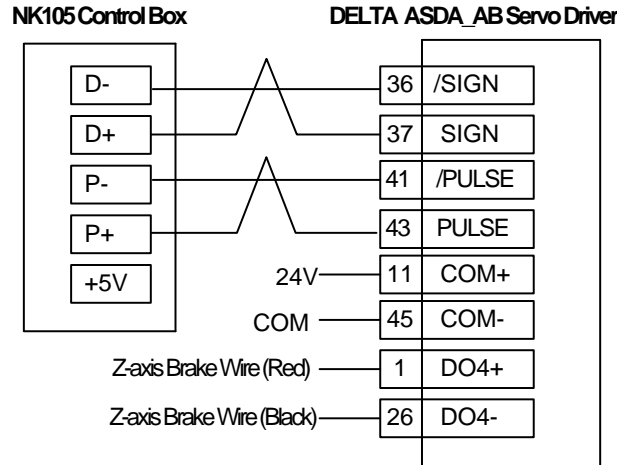 NK105 Control Box DELTA ASDA_AB Servo Driver
D- 36 /SIGN
D+ 37 SIGN
P- 41 /PULSE
P+ 43 PULSE
+5V 24V 11 COM+
COM 45 COM-
Z-axis Brake Wire (Red) 1 DO4+
Z-axis Brake Wire (Black) 26 DO4-